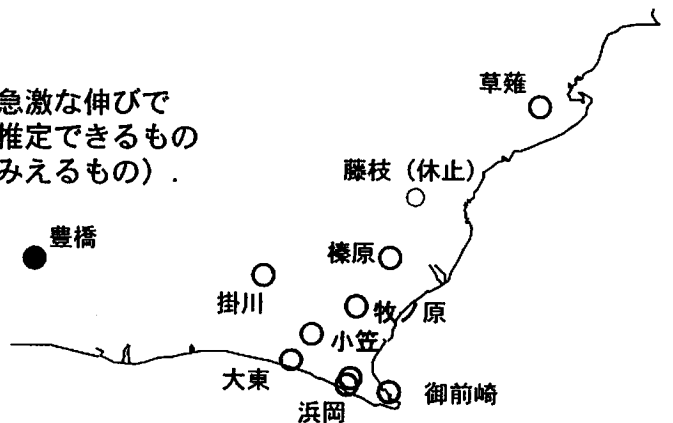 急激な伸びで
推定できるもの
みえるもの）.
草薙
藤枝（休止）
豊橋
榛原
掛川
牧ノ原
小笠
大東
浜岡
御前崎